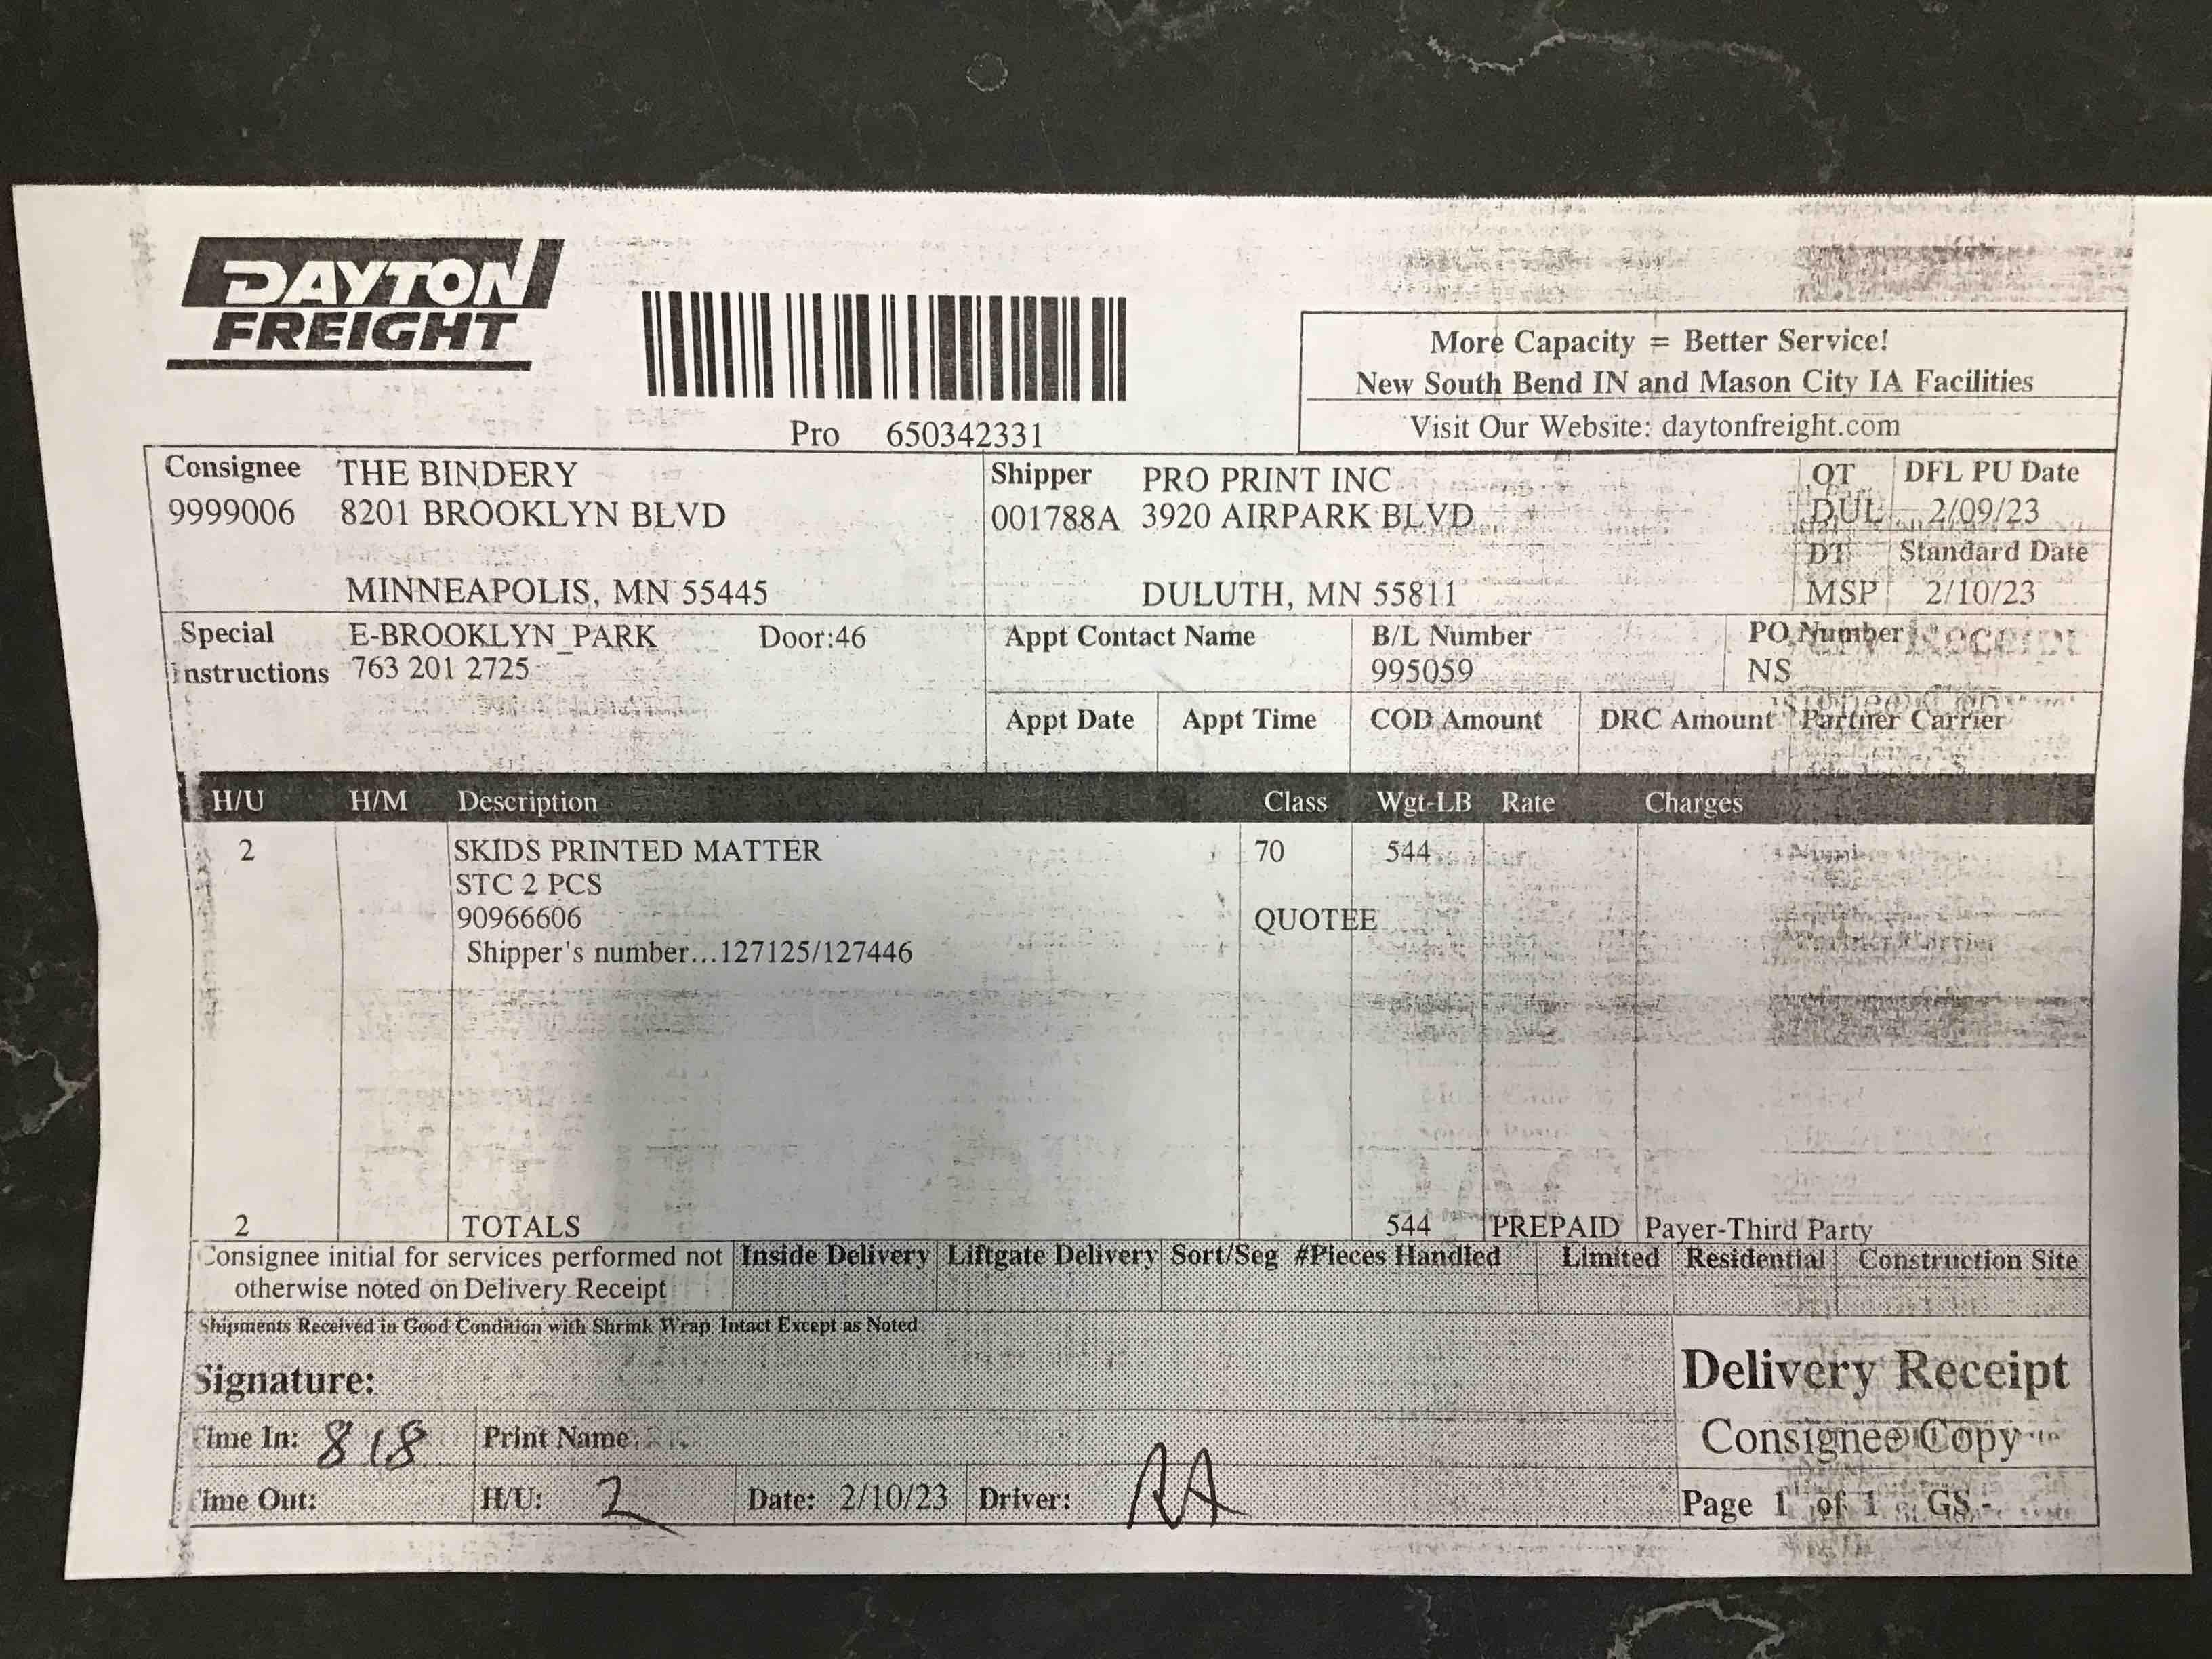 DAYTON
FREIGHT
More Capacity = Better Service!
New South Bend IN and Mason City IA Facilities
Visit Our Website: daytonfreight.com
Pro 650342331
Consignee THE BINDERY
9999006 8201 BROOKLYN BLVD
MINNEAPOLIS, MN 55445
Shipper PRO PRINT INC
001788A 3920 AIRPARK BLVD
DULUTH, MN 55811
OT DFL PU Date
DUL 2/09/23
DT Standard Date
MSP 2/10/23
Special E-BROOKLYN_PARK Door:46
Instructions 763 201 2725
Appt Contact Name B/L Number PO Number
995059 NS
Appt Date Appt Time COD Amount DRC Amount Partner Carrier
H/U H/M Description Class Wgt-LB Rate Charges
2 SKIDS PRINTED MATTER 70 544
STC 2 PCS
90966606 QUOTEE
Shipper's number...127125/127446
2 TOTALS 544 PREPAID Payer-Third Party
Consignee initial for services performed not
otherwise noted on Delivery Receipt
Inside Delivery Liftgate Delivery Sort/Seg #Pieces Handled Limited Residential Construction Site
Shipments Received in Good Condition with Shrink Wrap Intact Except as Noted
Signature:
Time In: 818 Print Name:
Time Out: H/U: 2 Date: 2/10/23 Driver: RA
Delivery Receipt
Consignee Copy
Page 1 of 1 GS -